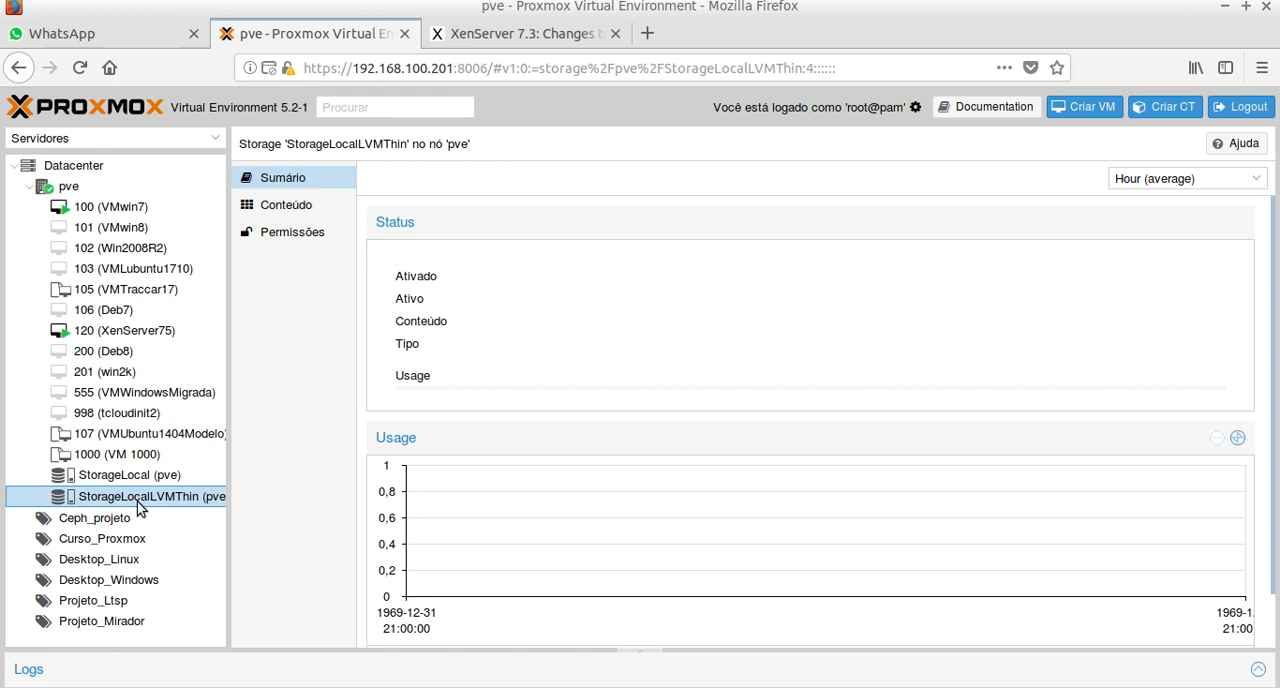 pve - Proxmox Virtual Environment - Mozilla Firefox
WhatsApp
pve - Proxmox Virtual En
XenServer 7.3: Changes t
https://192.168.100.201:8006/#v1:0:=storage%2Fpve%2FStorageLocalLVMThin:4::::::
PROXMOX Virtual Environment 5.2-1 Procurar Você está logado como 'root@pam' Documentation Criar VM Criar CT Logout
Servidores
Storage 'StorageLocalLVMThin' no nó 'pve'
Ajuda
Datacenter
pve
100 (VMwin7)
101 (VMwin8)
102 (Win2008R2)
103 (VMLubuntu1710)
105 (VMTraccar17)
106 (Deb7)
120 (XenServer75)
200 (Deb8)
201 (win2k)
555 (VMWindowsMigrada)
998 (tcloudinit2)
107 (VMUbuntu1404Modelo)
1000 (VM 1000)
StorageLocal (pve)
StorageLocalLVMThin (pve
Ceph_projeto
Curso_Proxmox
Desktop_Linux
Desktop_Windows
Projeto_Ltsp
Projeto_Mirador
Sumário
Conteúdo
Permissões
Hour (average)
Status
Ativado
Ativo
Conteúdo
Tipo
Usage
Usage
1
0,8
0,6
0,4
0,2
0
1969-12-31
21:00:00
1969-1
21:00
Logs